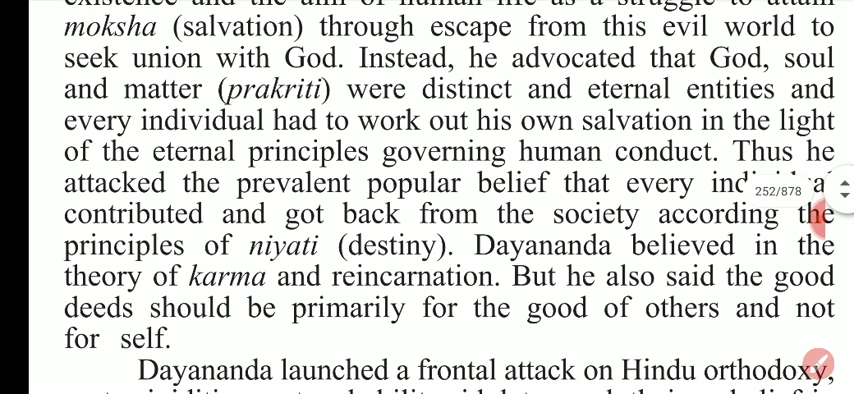 moksha (salvation) through escape from this evil world to
seek union with God. Instead, he advocated that God, soul
and matter (prakriti) were distinct and eternal entities and
every individual had to work out his own salvation in the light
of the eternal principles governing human conduct. Thus he
attacked the prevalent popular belief that every
252/878
contributed and got back from the society according the
principles of niyati (destiny). Dayananda believed in the
theory of karma and reincarnation. But he also said the good
deeds should be primarily for the good of others and not
for self.
Dayananda launched a frontal attack on Hindu orthodoxy,